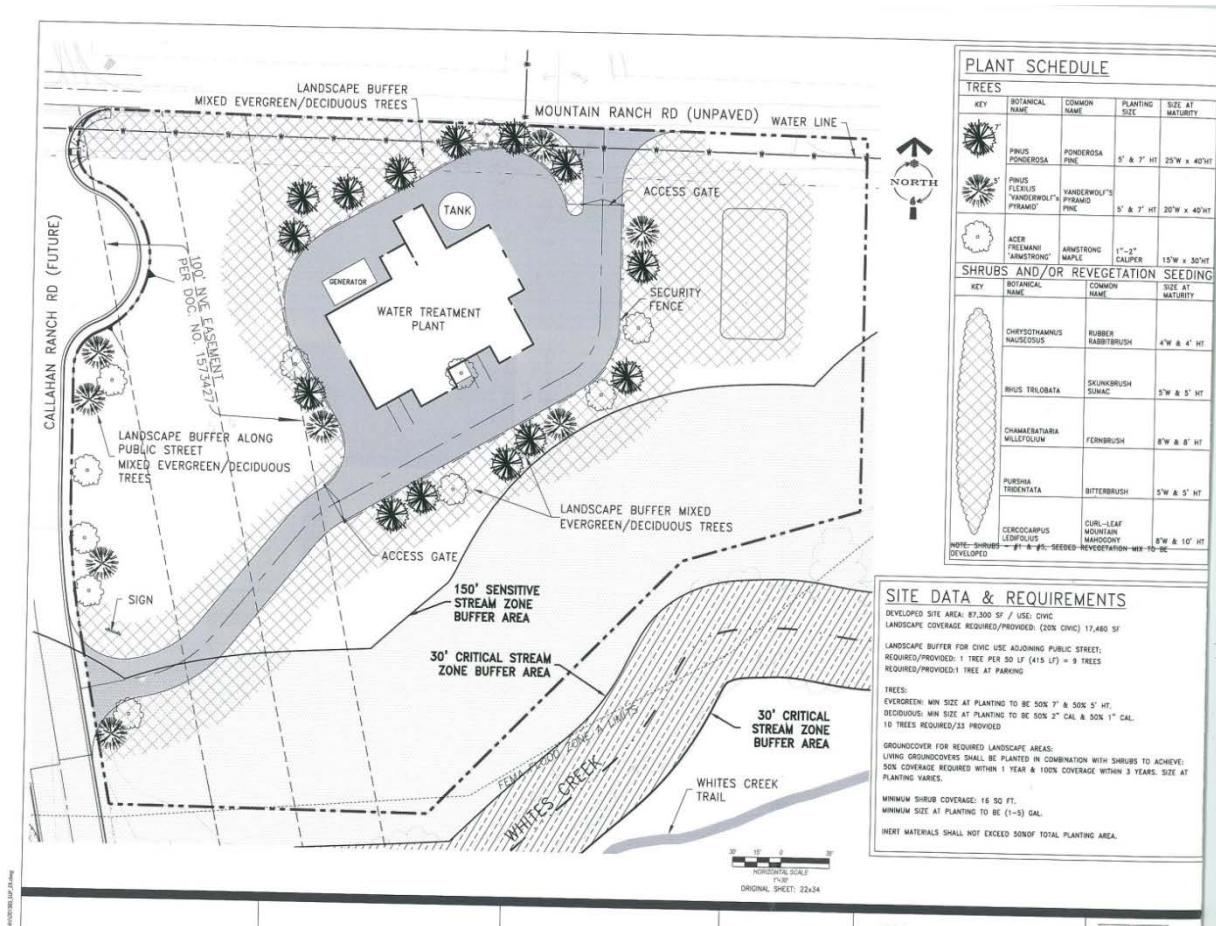 LANDSCAPE BUFFER
MIXED EVERGREEN/DECIDUOUS TREES
MOUNTAIN RANCH RD (UNPAVED)
WATER LINE
NORTH
ACCESS GATE
TANK
GENERATOR
WATER TREATMENT
PLANT
SECURITY
FENCE
CALLAHAN RANCH RD (FUTURE)
100' NVE EASEMENT
PER DOC. NO. 1573427
LANDSCAPE BUFFER ALONG
PUBLIC STREET
MIXED EVERGREEN/DECIDUOUS
TREES
LANDSCAPE BUFFER MIXED
EVERGREEN/DECIDUOUS TREES
ACCESS GATE
SIGN
150' SENSITIVE
STREAM ZONE
BUFFER AREA
30' CRITICAL STREAM
ZONE BUFFER AREA
30' CRITICAL
STREAM ZONE
BUFFER AREA
FEMA FLOOD ZONE A LIMITS
WHITES CREEK
WHITES CREEK
TRAIL
30' 15' 0 30'
HORIZONTAL SCALE
1"=30'
ORIGINAL SHEET: 22x34
PLANT SCHEDULE
TREES
KEY BOTANICAL NAME COMMON NAME PLANTING SIZE SIZE AT MATURITY
7' PINUS PONDEROSA PONDEROSA PINE 5' & 7' HT 25'W x 40'HT
5' PINUS FLEXILIS "VANDERWOLF'S PYRAMID" VANDERWOLF'S PYRAMID PINE 5' & 7' HT 20'W x 40'HT
ACER FREEMANII 'ARMSTRONG' ARMSTRONG MAPLE 1"-2" CALIPER 15'W x 30'HT
SHRUBS AND/OR REVEGETATION SEEDING
KEY BOTANICAL NAME COMMON NAME SIZE AT MATURITY
CHRYSOTHAMNUS NAUSEOSUS RUBBER RABBITBRUSH 4'W & 4' HT
RHUS TRILOBATA SKUNKBRUSH SUMAC 5'W & 5' HT
CHAMAEBATIARIA MILLEFOLIUM FERNBRUSH 8'W & 8' HT
PURSHIA TRIDENTATA BITTERBRUSH 5'W & 5' HT
CERCOCARPUS LEDIFOLIUS CURL-LEAF MOUNTAIN MAHOGONY 8'W & 10' HT
NOTE: SHRUBS - #1 & #5, SEEDED REVEGETATION MIX TO BE
DEVELOPED
SITE DATA & REQUIREMENTS
DEVELOPED SITE AREA: 87,300 SF / USE: CIVIC
LANDSCAPE COVERAGE REQUIRED/PROVIDED: (20% CIVIC) 17,460 SF
LANDSCAPE BUFFER FOR CIVIC USE ADJOINING PUBLIC STREET:
REQUIRED/PROVIDED: 1 TREE PER 50 LF (415 LF) = 9 TREES
REQUIRED/PROVIDED:1 TREE AT PARKING
TREES:
EVERGREEN: MIN SIZE AT PLANTING TO BE 50% 7' & 50% 5' HT.
DECIDUOUS: MIN SIZE AT PLANTING TO BE 50% 2" CAL & 50% 1" CAL.
10 TREES REQUIRED/33 PROVIDED
GROUNDCOVER FOR REQUIRED LANDSCAPE AREAS:
LIVING GROUNDCOVERS SHALL BE PLANTED IN COMBINATION WITH SHRUBS TO ACHIEVE:
50% COVERAGE REQUIRED WITHIN 1 YEAR & 100% COVERAGE WITHIN 3 YEARS. SIZE AT
PLANTING VARIES.
MINIMUM SHRUB COVERAGE: 16 SQ FT.
MINIMUM SIZE AT PLANTING TO BE (1-5) GAL.
INERT MATERIALS SHALL NOT EXCEED 50%OF TOTAL PLANTING AREA.